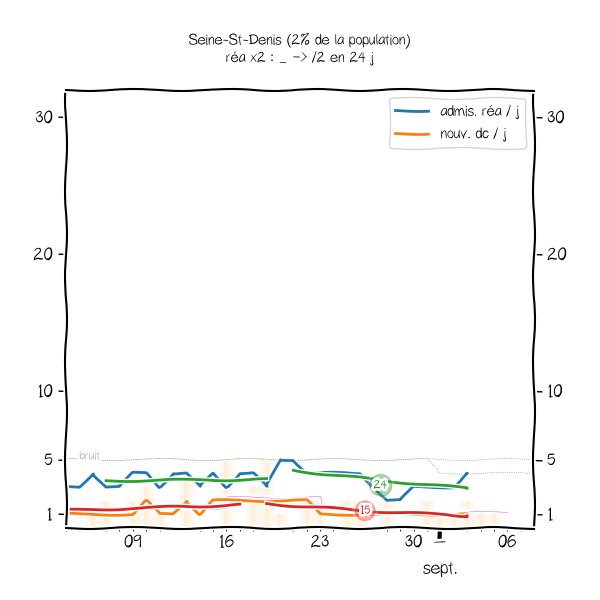 Seine-St-Denis (2% de la population)
réa x2 : _ -> /2 en 24 j
admis. réa / j
nouv. dc / j
30
30
20
20
10
10
5
bruit
5
24
15
1
1
09
16
23
30
06
sept.